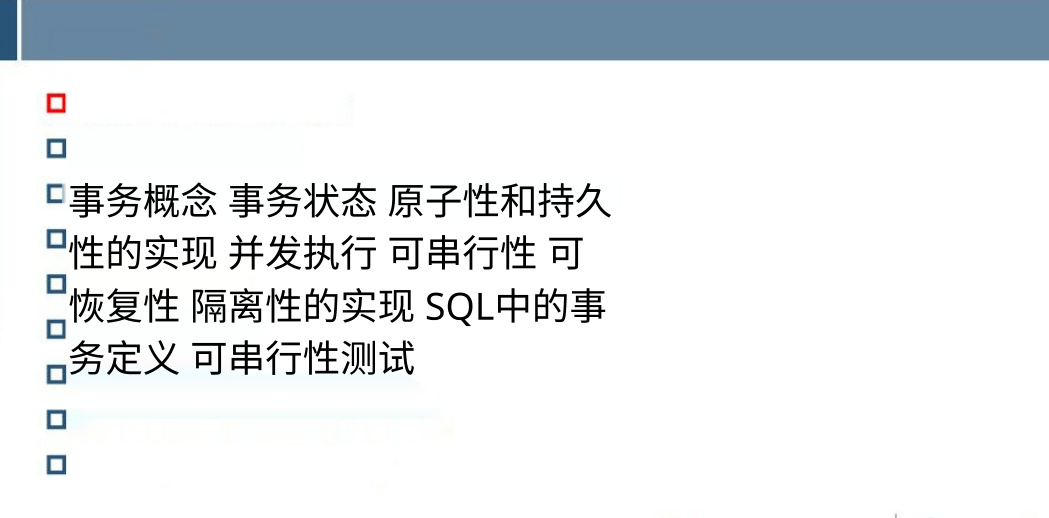 事务概念 事务状态 原子性和持久
性的实现 并发执行 可串行性 可
恢复性 隔离性的实现 SQL中的事
务定义 可串行性测试